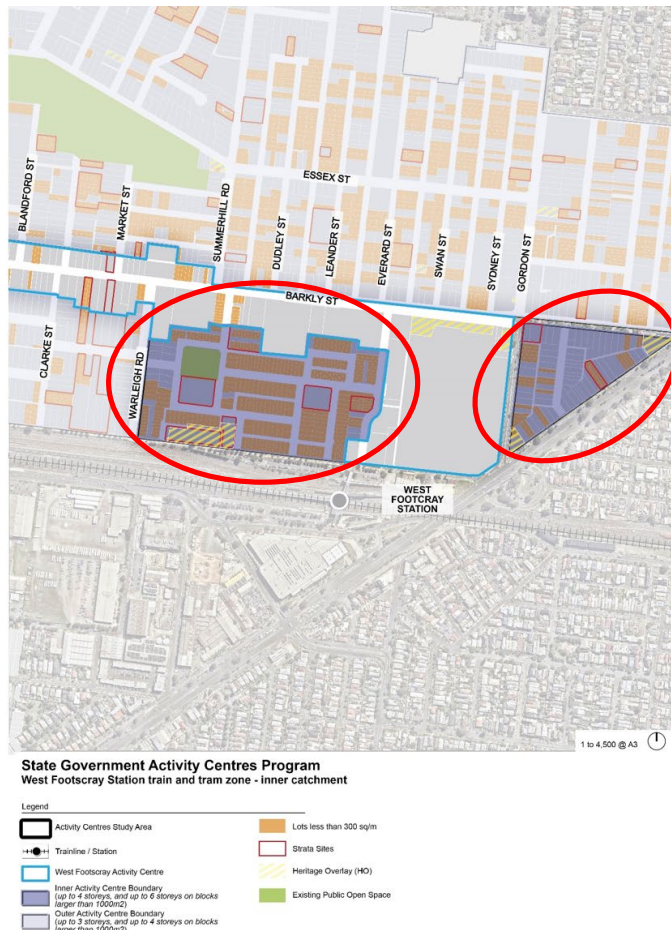 ESSEX ST
BLANDFORD ST
MARKET ST
SUMMERHILL RD
DUDLEY ST
LEANDER ST
EVERARD ST
SWAN ST
SYDNEY ST
GORDON ST
BARKLY ST
CLARKE ST
WARLEIGH RD
WEST
FOOTCRAY
STATION
1 to 4,500 @ A3
State Government Activity Centres Program
West Footscray Station train and tram zone - inner catchment
Legend
Activity Centres Study Area
Trainline / Station
West Footscray Activity Centre
Inner Activity Centre Boundary
(up to 4 storeys, and up to 6 storeys on blocks
larger than 1000m2)
Outer Activity Centre Boundary
(up to 3 storeys, and up to 4 storeys on blocks
larger than 1000m2)
Lots less than 300 sq/m
Strata Sites
Heritage Overlay (HO)
Existing Public Open Space